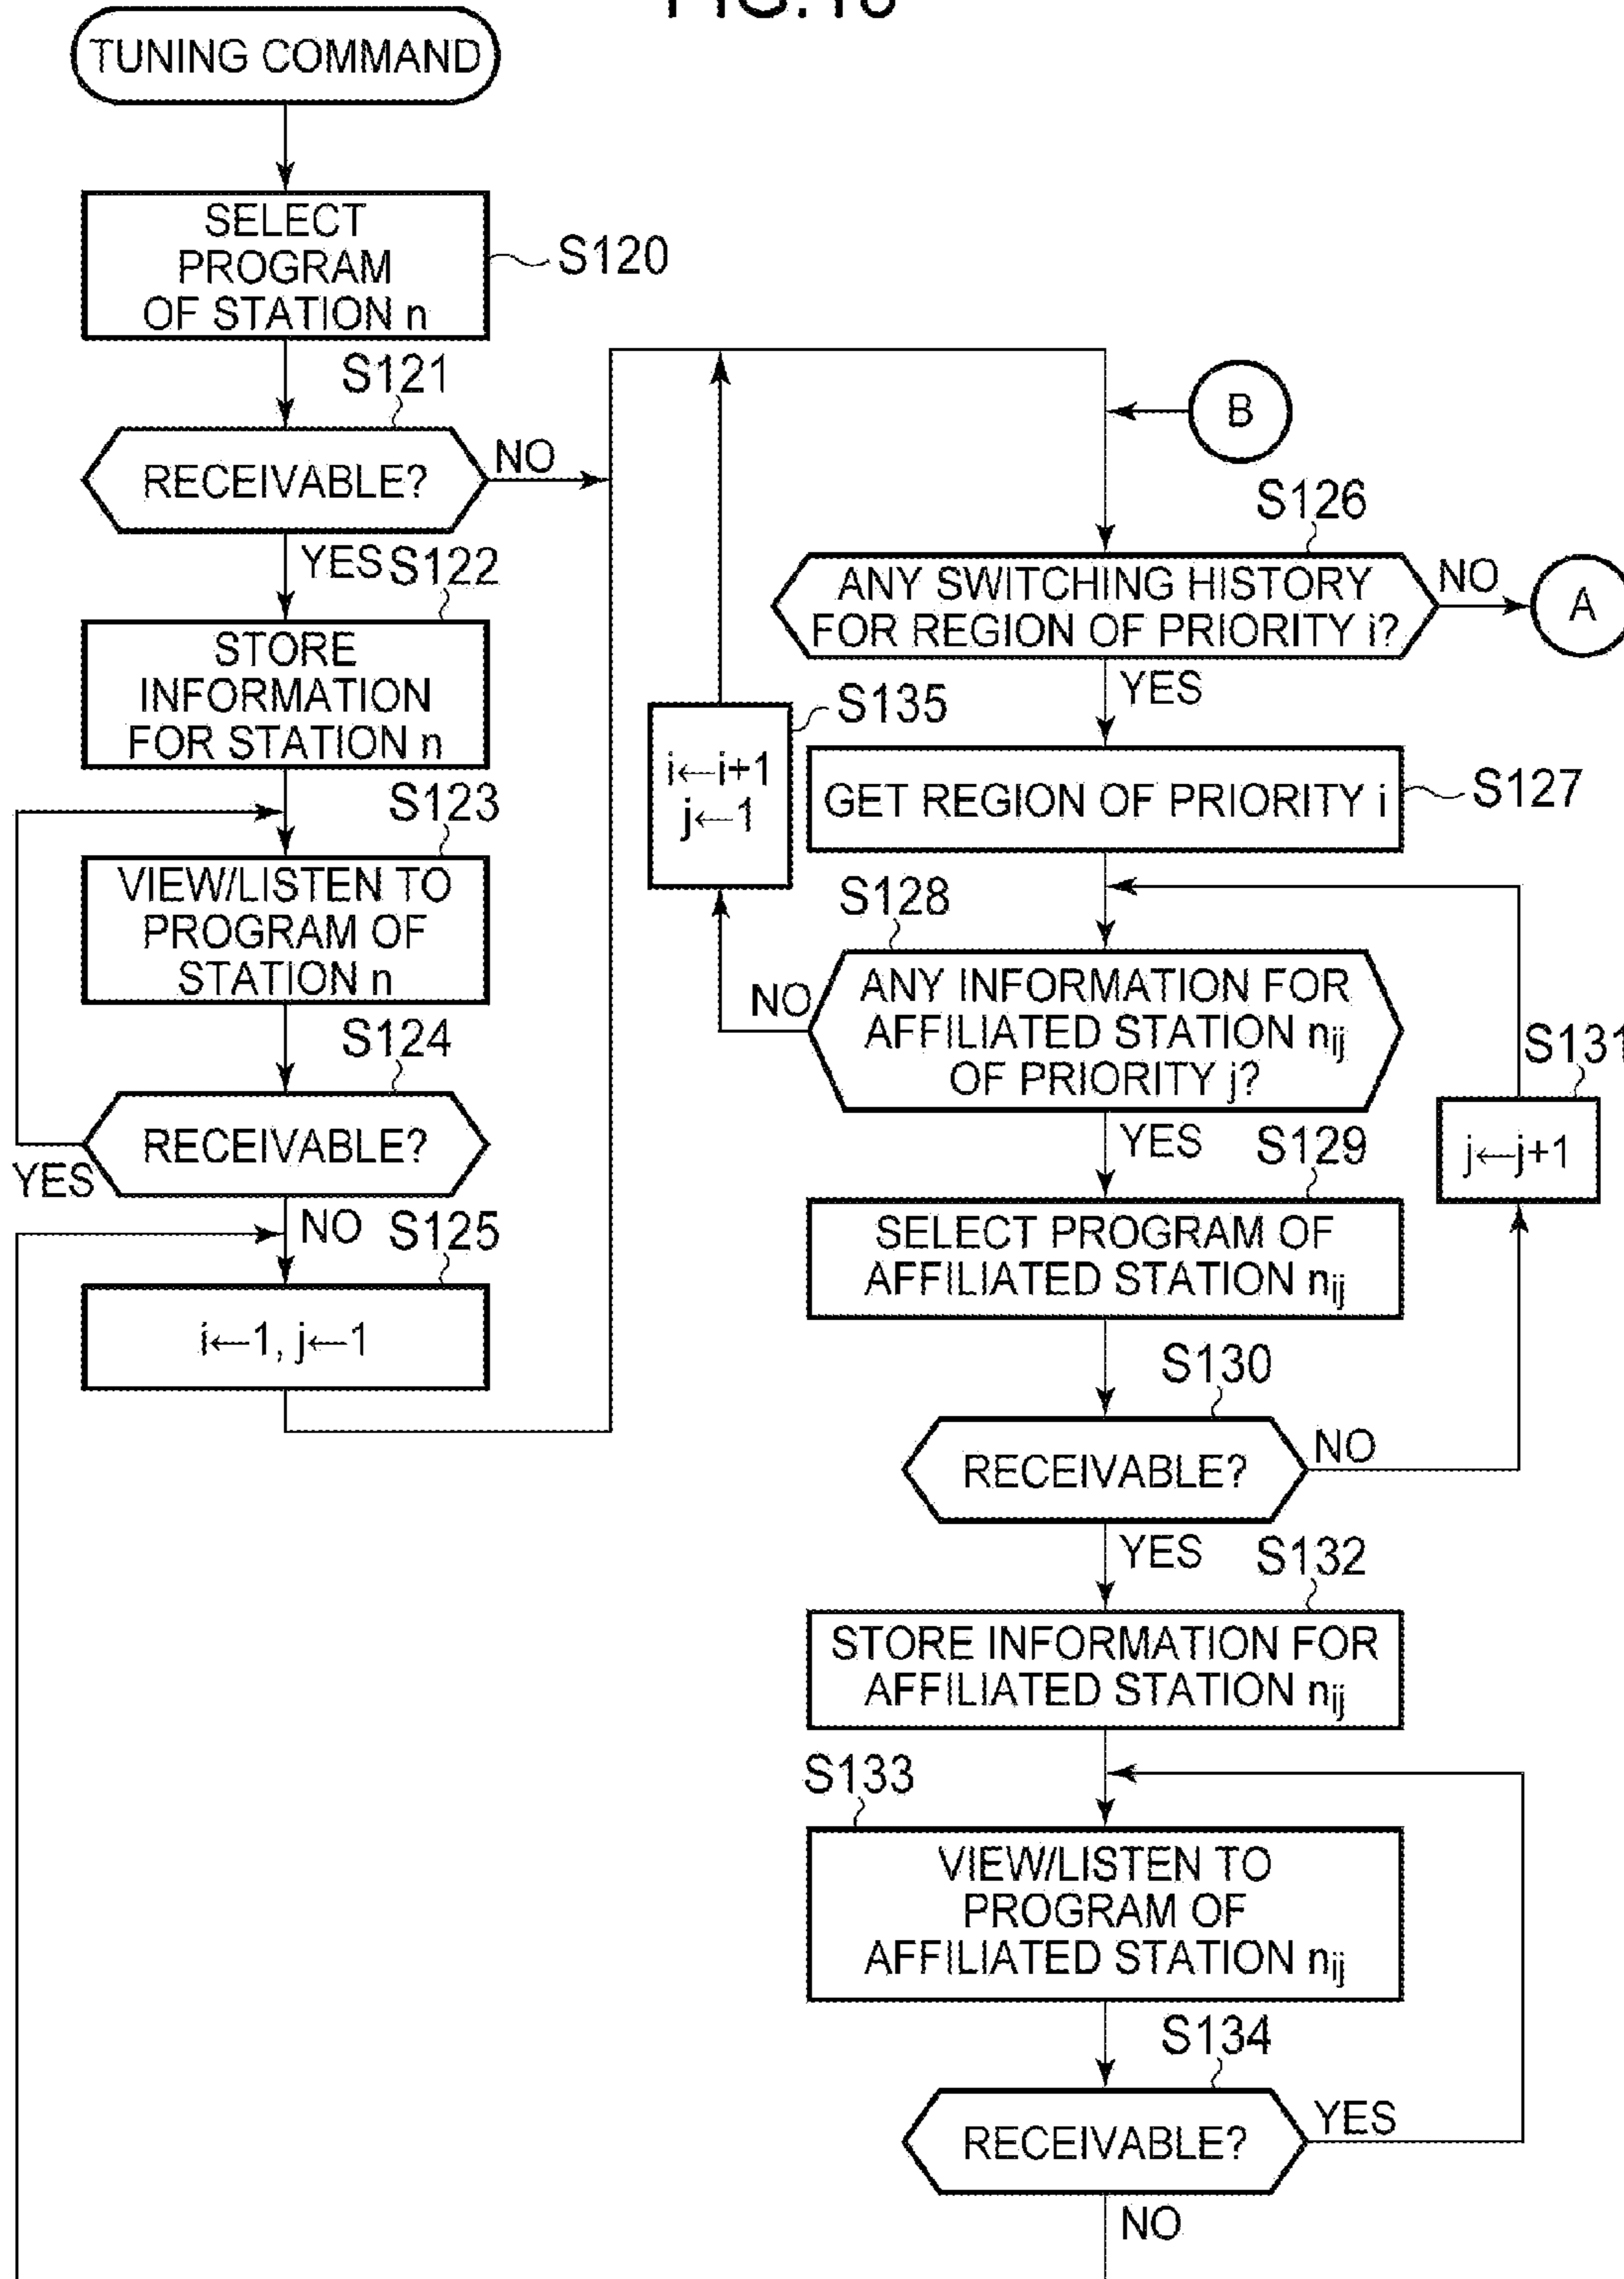 TUNING COMMAND
SELECT
PROGRAM
OF STATION n
S120
S121
RECEIVABLE?
NO
YES
S122
STORE
INFORMATION
FOR STATION n
S123
VIEW/LISTEN TO
PROGRAM OF
STATION n
S124
RECEIVABLE?
YES
NO
S125
i←1, j←1
B
S126
ANY SWITCHING HISTORY
FOR REGION OF PRIORITY i?
NO
A
YES
S135
i←i+1
j←1
GET REGION OF PRIORITY i
S127
S128
ANY INFORMATION FOR
AFFILIATED STATION nij
OF PRIORITY j?
NO
S131
j←j+1
YES
S129
SELECT PROGRAM OF
AFFILIATED STATION nij
S130
RECEIVABLE?
NO
YES
S132
STORE INFORMATION FOR
AFFILIATED STATION nij
S133
VIEW/LISTEN TO
PROGRAM OF
AFFILIATED STATION nij
S134
RECEIVABLE?
YES
NO